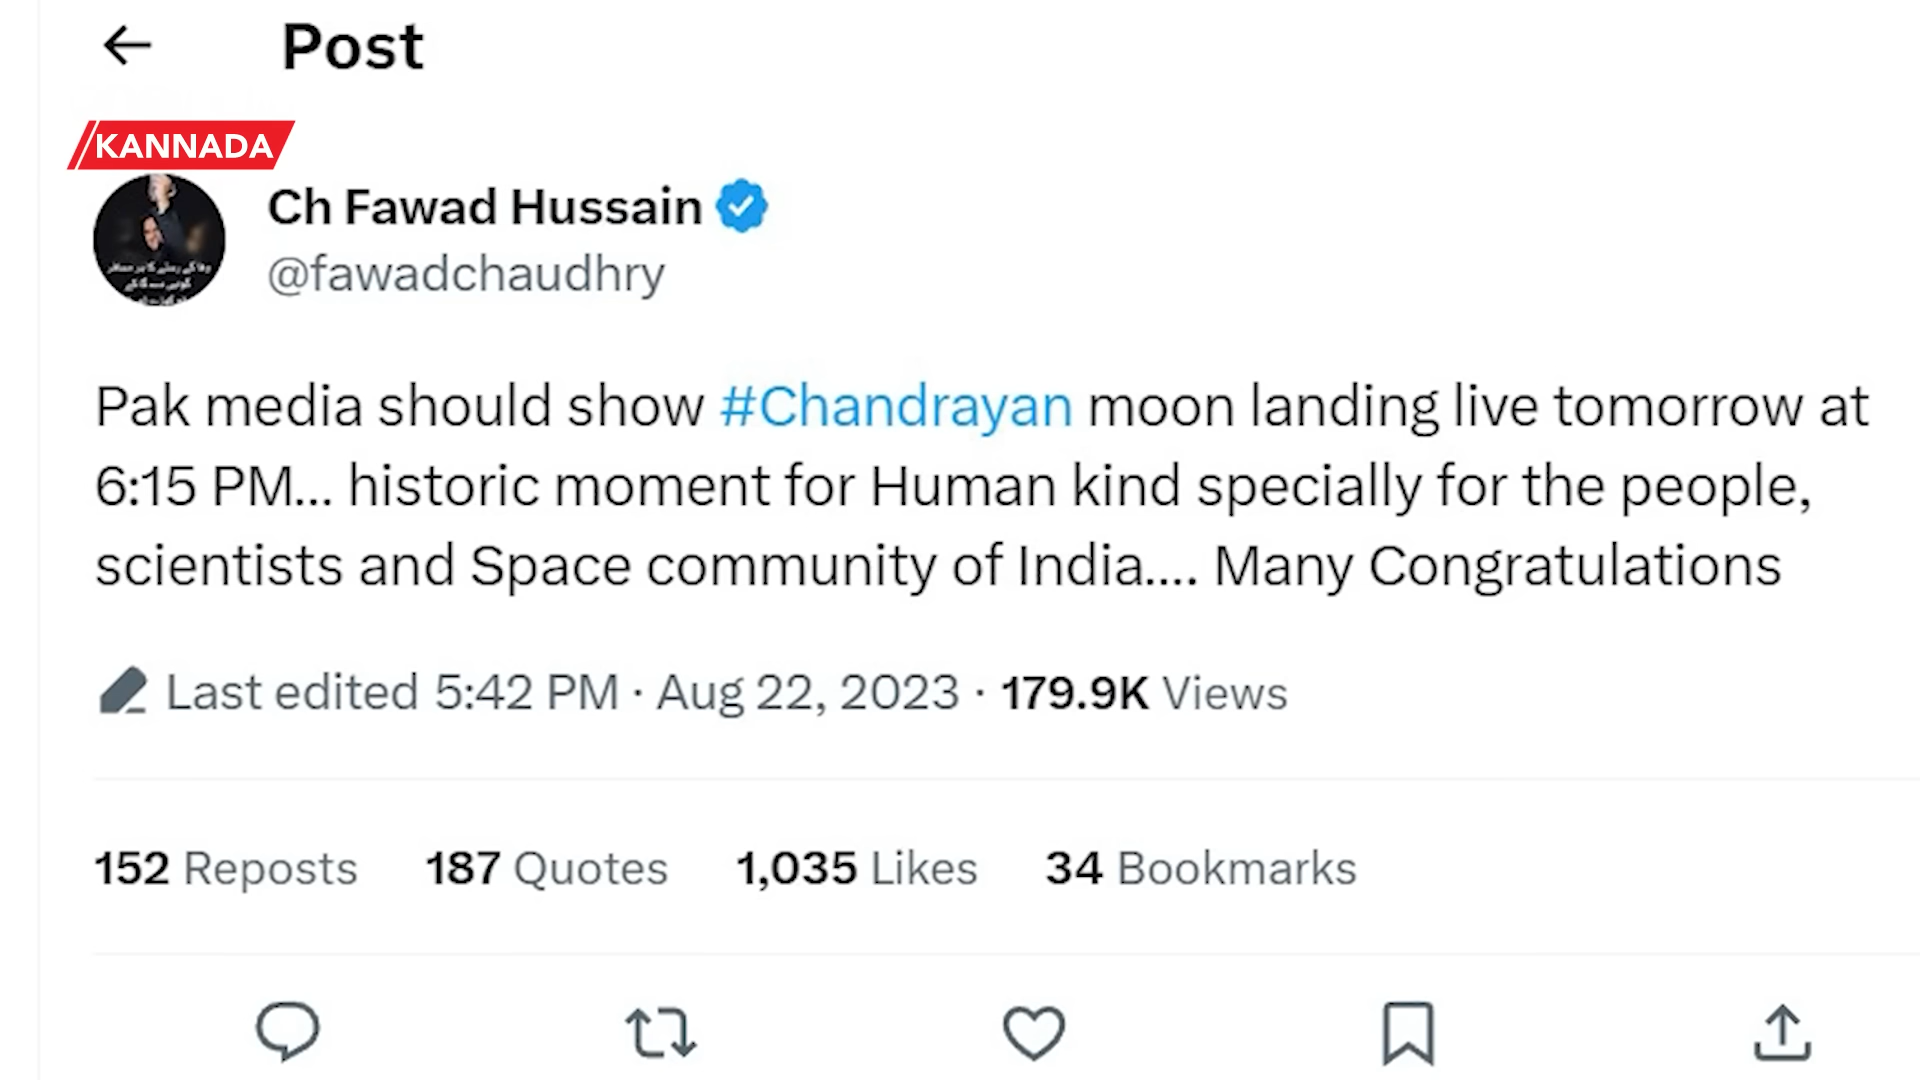 Post
KANNADA
Ch Fawad Hussain
@fawadchaudhry
Pak media should show #Chandrayan moon landing live tomorrow at
6:15 PM... historic moment for Human kind specially for the people,
scientists and Space community of India.... Many Congratulations
Last edited 5:42 PM · Aug 22, 2023 · 179.9K Views
152 Reposts 187 Quotes 1,035 Likes 34 Bookmarks